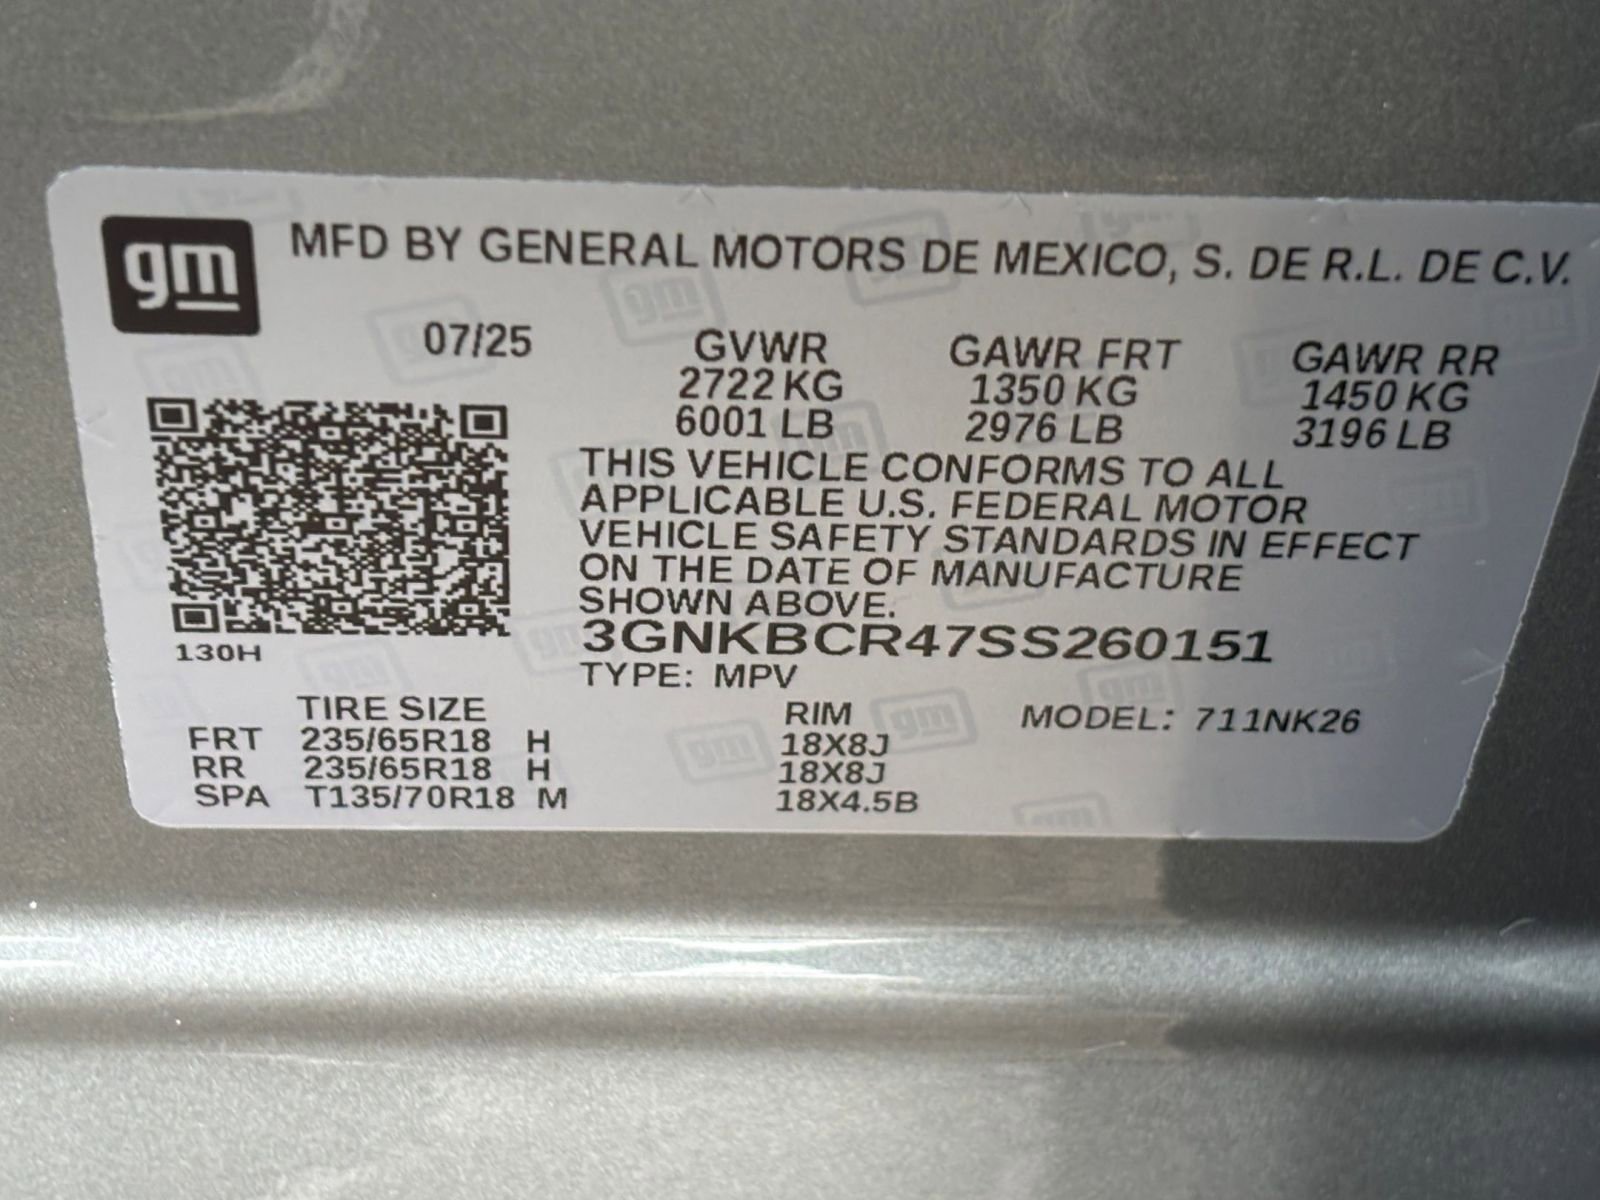 gm MFD BY GENERAL MOTORS DE MEXICO, S. DE R.L. DE C.V.
07/25 GVWR GAWR FRT GAWR RR
2722 KG 1350 KG 1450 KG
6001 LB 2976 LB 3196 LB
THIS VEHICLE CONFORMS TO ALL
APPLICABLE U.S. FEDERAL MOTOR
VEHICLE SAFETY STANDARDS IN EFFECT
ON THE DATE OF MANUFACTURE
SHOWN ABOVE.
3GNKBCR47SS260151
130H
TYPE: MPV
TIRE SIZE RIM MODEL: 711NK26
FRT 235/65R18 H 18X8J
RR 235/65R18 H 18X8J
SPA T135/70R18 M 18X4.5B